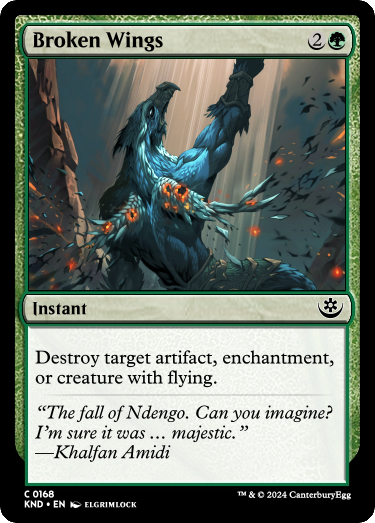 Broken Wings 2
Instant
Destroy target artifact, enchantment,
or creature with flying.
“The fall of Ndengo. Can you imagine?
I’m sure it was … majestic.”
—Khalfan Amidi
C 0168
KND • EN ELGRIMLOCK
™ & © 2024 CanterburyEgg